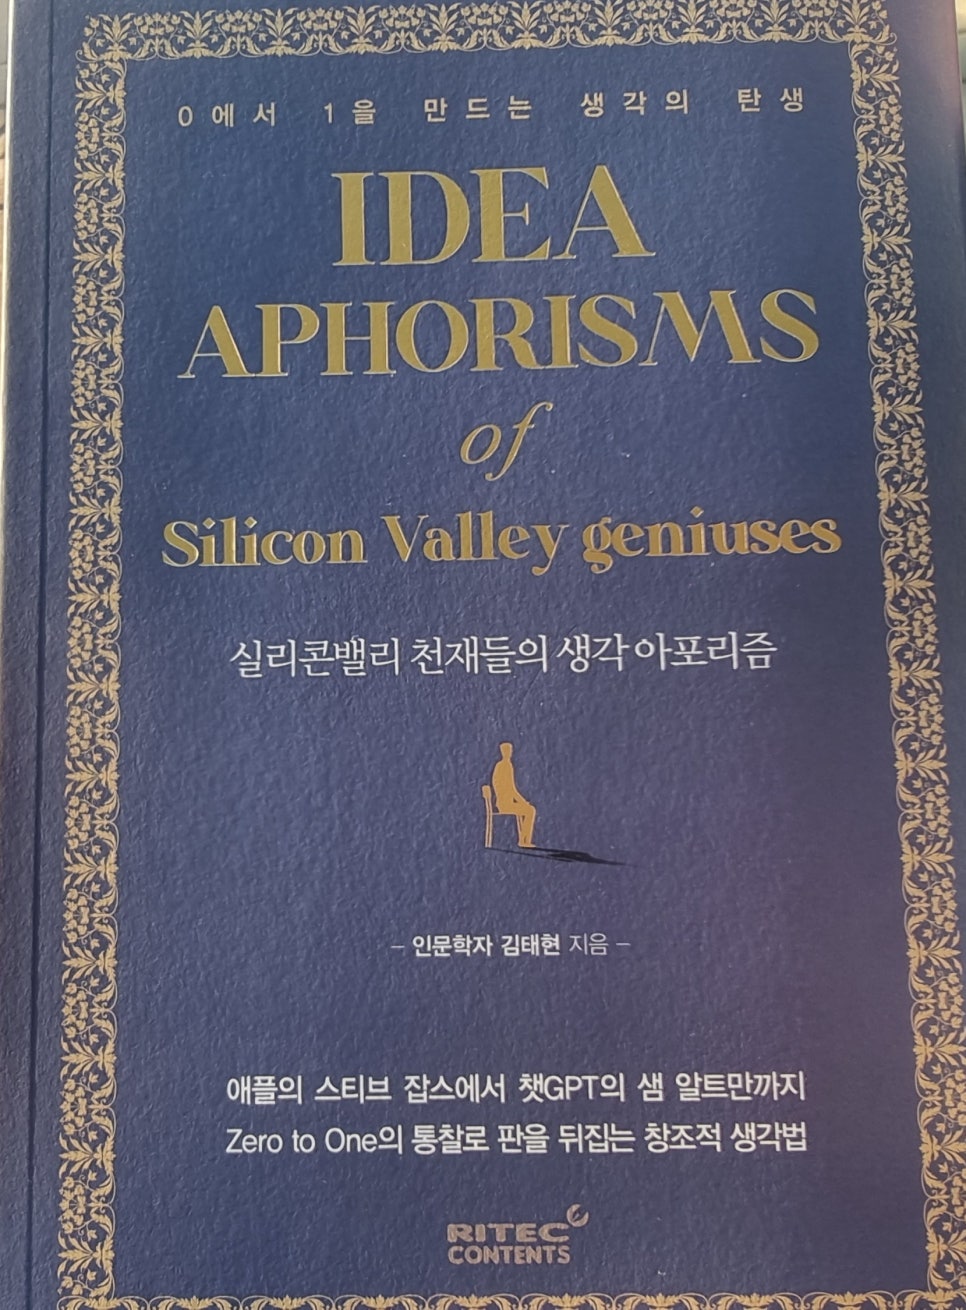 0에서 1을 만드는 생각의 탄생
IDEA
APHORISMS
of
Silicon Valley geniuses
실리콘밸리 천재들의 생각 아포리즘
– 인문학자 김태현 지음 –
애플의 스티브 잡스에서 챗GPT의 샘 알트만까지
Zero to One의 통찰로 판을 뒤집는 창조적 생각법
RITEC
CONTENTS